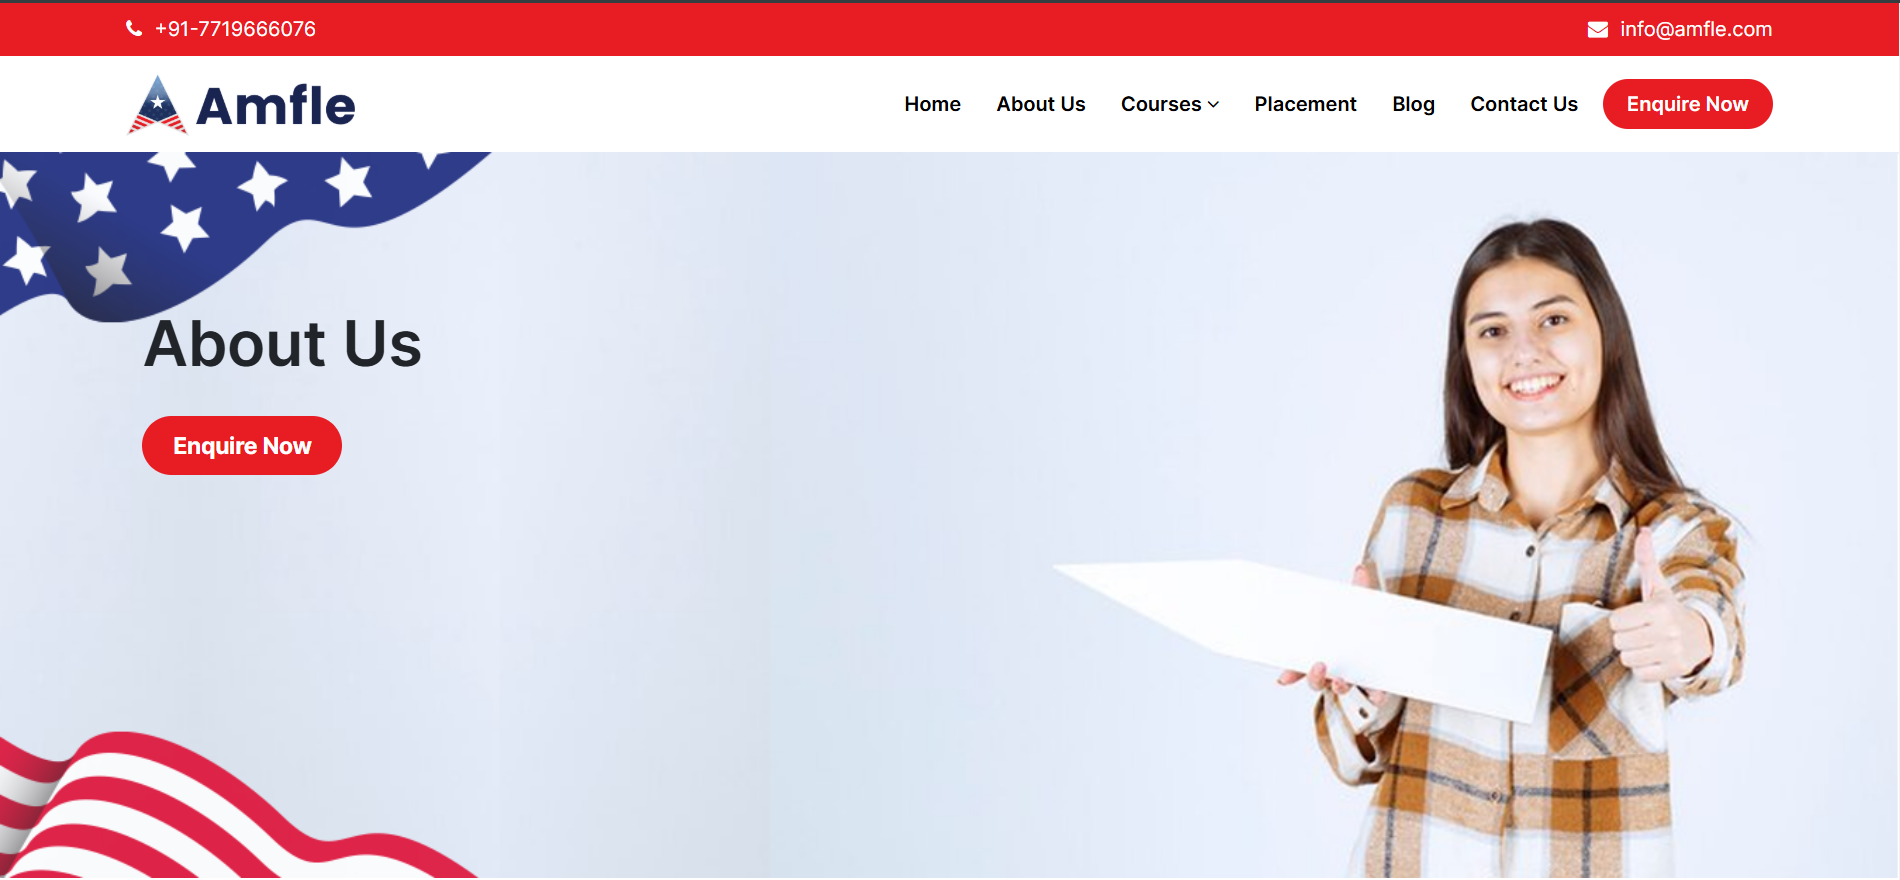 +91-7719666076
info@amfle.com
Amfle
Home
About Us
Courses
Placement
Blog
Contact Us
Enquire Now
About Us
Enquire Now